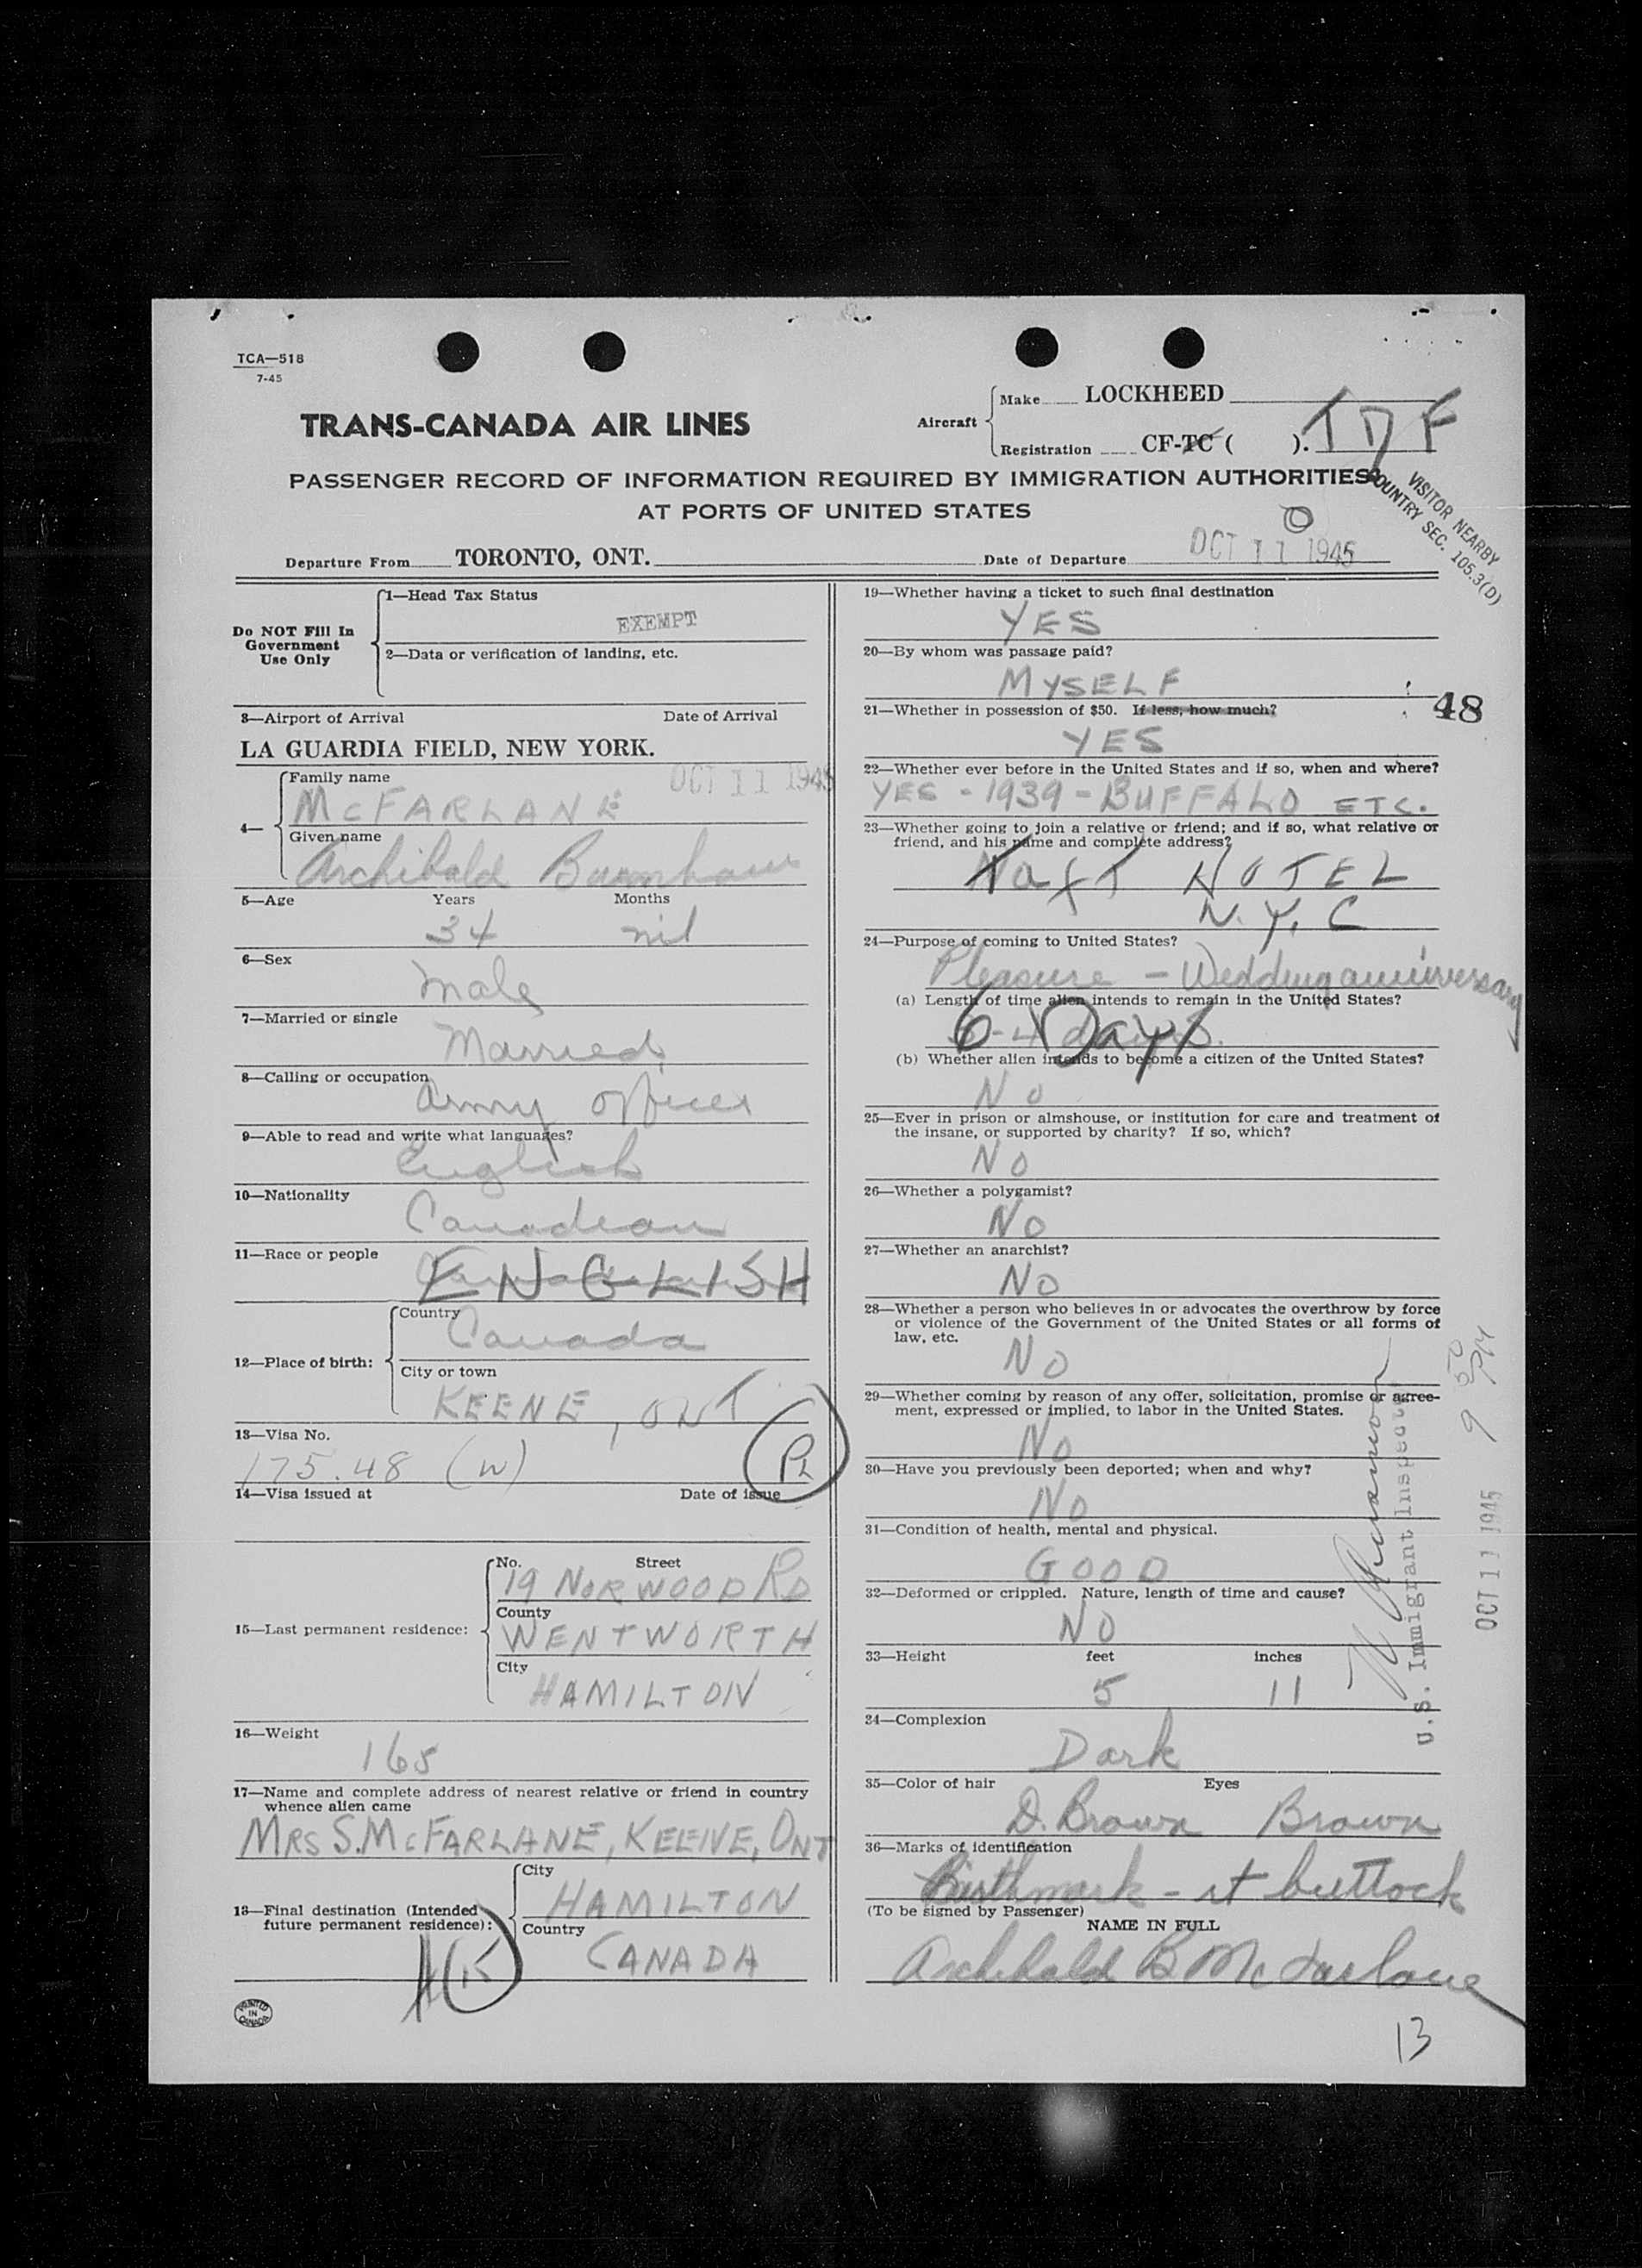 TCA—518
7-45
TRANS-CANADA AIR LINES
Aircraft
Make LOCKHEED
Registration CF-TC ( ). TDF
PASSENGER RECORD OF INFORMATION REQUIRED BY IMMIGRATION AUTHORITIES
AT PORTS OF UNITED STATES
VISITOR NEARBY
COUNTRY SEC. 105.3(D)
Departure From TORONTO, ONT. Date of Departure OCT 11 1945
Do NOT Fill In
Government
Use Only
1—Head Tax Status
EXEMPT
2—Data or verification of landing, etc.
3—Airport of Arrival Date of Arrival
LA GUARDIA FIELD, NEW YORK.
OCT 11 1945
4—
Family name
McFARLANE
Given name
Archibald Burnham
5—Age Years Months
34 nil
6—Sex
Male
7—Married or single
Married
8—Calling or occupation
Army officer
9—Able to read and write what languages?
English
10—Nationality
Canadian
11—Race or people
ENGLISH
12—Place of birth:
Country
Canada
City or town
KEENE, ONT
13—Visa No.
175.48 (W)
14—Visa issued at Date of issue
15—Last permanent residence:
No. Street
19 NORWOOD RD
County
WENTWORTH
City
HAMILTON
16—Weight
165
17—Name and complete address of nearest relative or friend in country
whence alien came
MRS S. McFARLANE, KEENE, ONT
18—Final destination (Intended
future permanent residence):
City
HAMILTON
Country
CANADA
PRINTED
IN
CANADA
19—Whether having a ticket to such final destination
YES
20—By whom was passage paid?
MYSELF
21—Whether in possession of $50. If less, how much?
48
YES
22—Whether ever before in the United States and if so, when and where?
YES - 1939 - BUFFALO ETC.
23—Whether going to join a relative or friend; and if so, what relative or
friend, and his name and complete address?
Taft HOTEL
N.Y.C
24—Purpose of coming to United States?
Pleasure - Wedding anniversary
(a) Length of time alien intends to remain in the United States?
6 Days
(b) Whether alien intends to become a citizen of the United States?
No
25—Ever in prison or almshouse, or institution for care and treatment of
the insane, or supported by charity? If so, which?
No
26—Whether a polygamist?
No
27—Whether an anarchist?
No
28—Whether a person who believes in or advocates the overthrow by force
or violence of the Government of the United States or all forms of
law, etc.
No
29—Whether coming by reason of any offer, solicitation, promise or agree-
ment, expressed or implied, to labor in the United States.
No
30—Have you previously been deported; when and why?
No
31—Condition of health, mental and physical.
GOOD
32—Deformed or crippled. Nature, length of time and cause?
NO
33—Height feet inches
5 11
34—Complexion
Dark
35—Color of hair Eyes
D. Brown Brown
36—Marks of identification
Birthmark - rt buttock
(To be signed by Passenger)
NAME IN FULL
Archibald B McFarlane
U.S. Immigrant Inspector
OCT 11 1945 9 50 PM
13